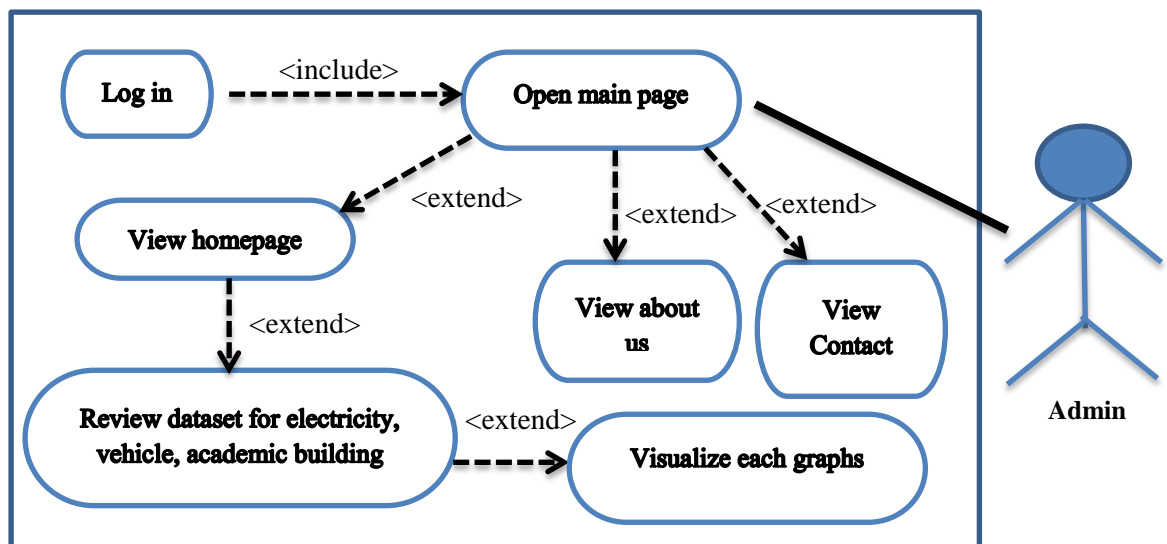 Log in
<include>
Open main page
<extend>
<extend>
<extend>
View homepage
<extend>
View about
us
View
Contact
Admin
Review dataset for electricity,
vehicle, academic building
<extend>
Visualize each graphs